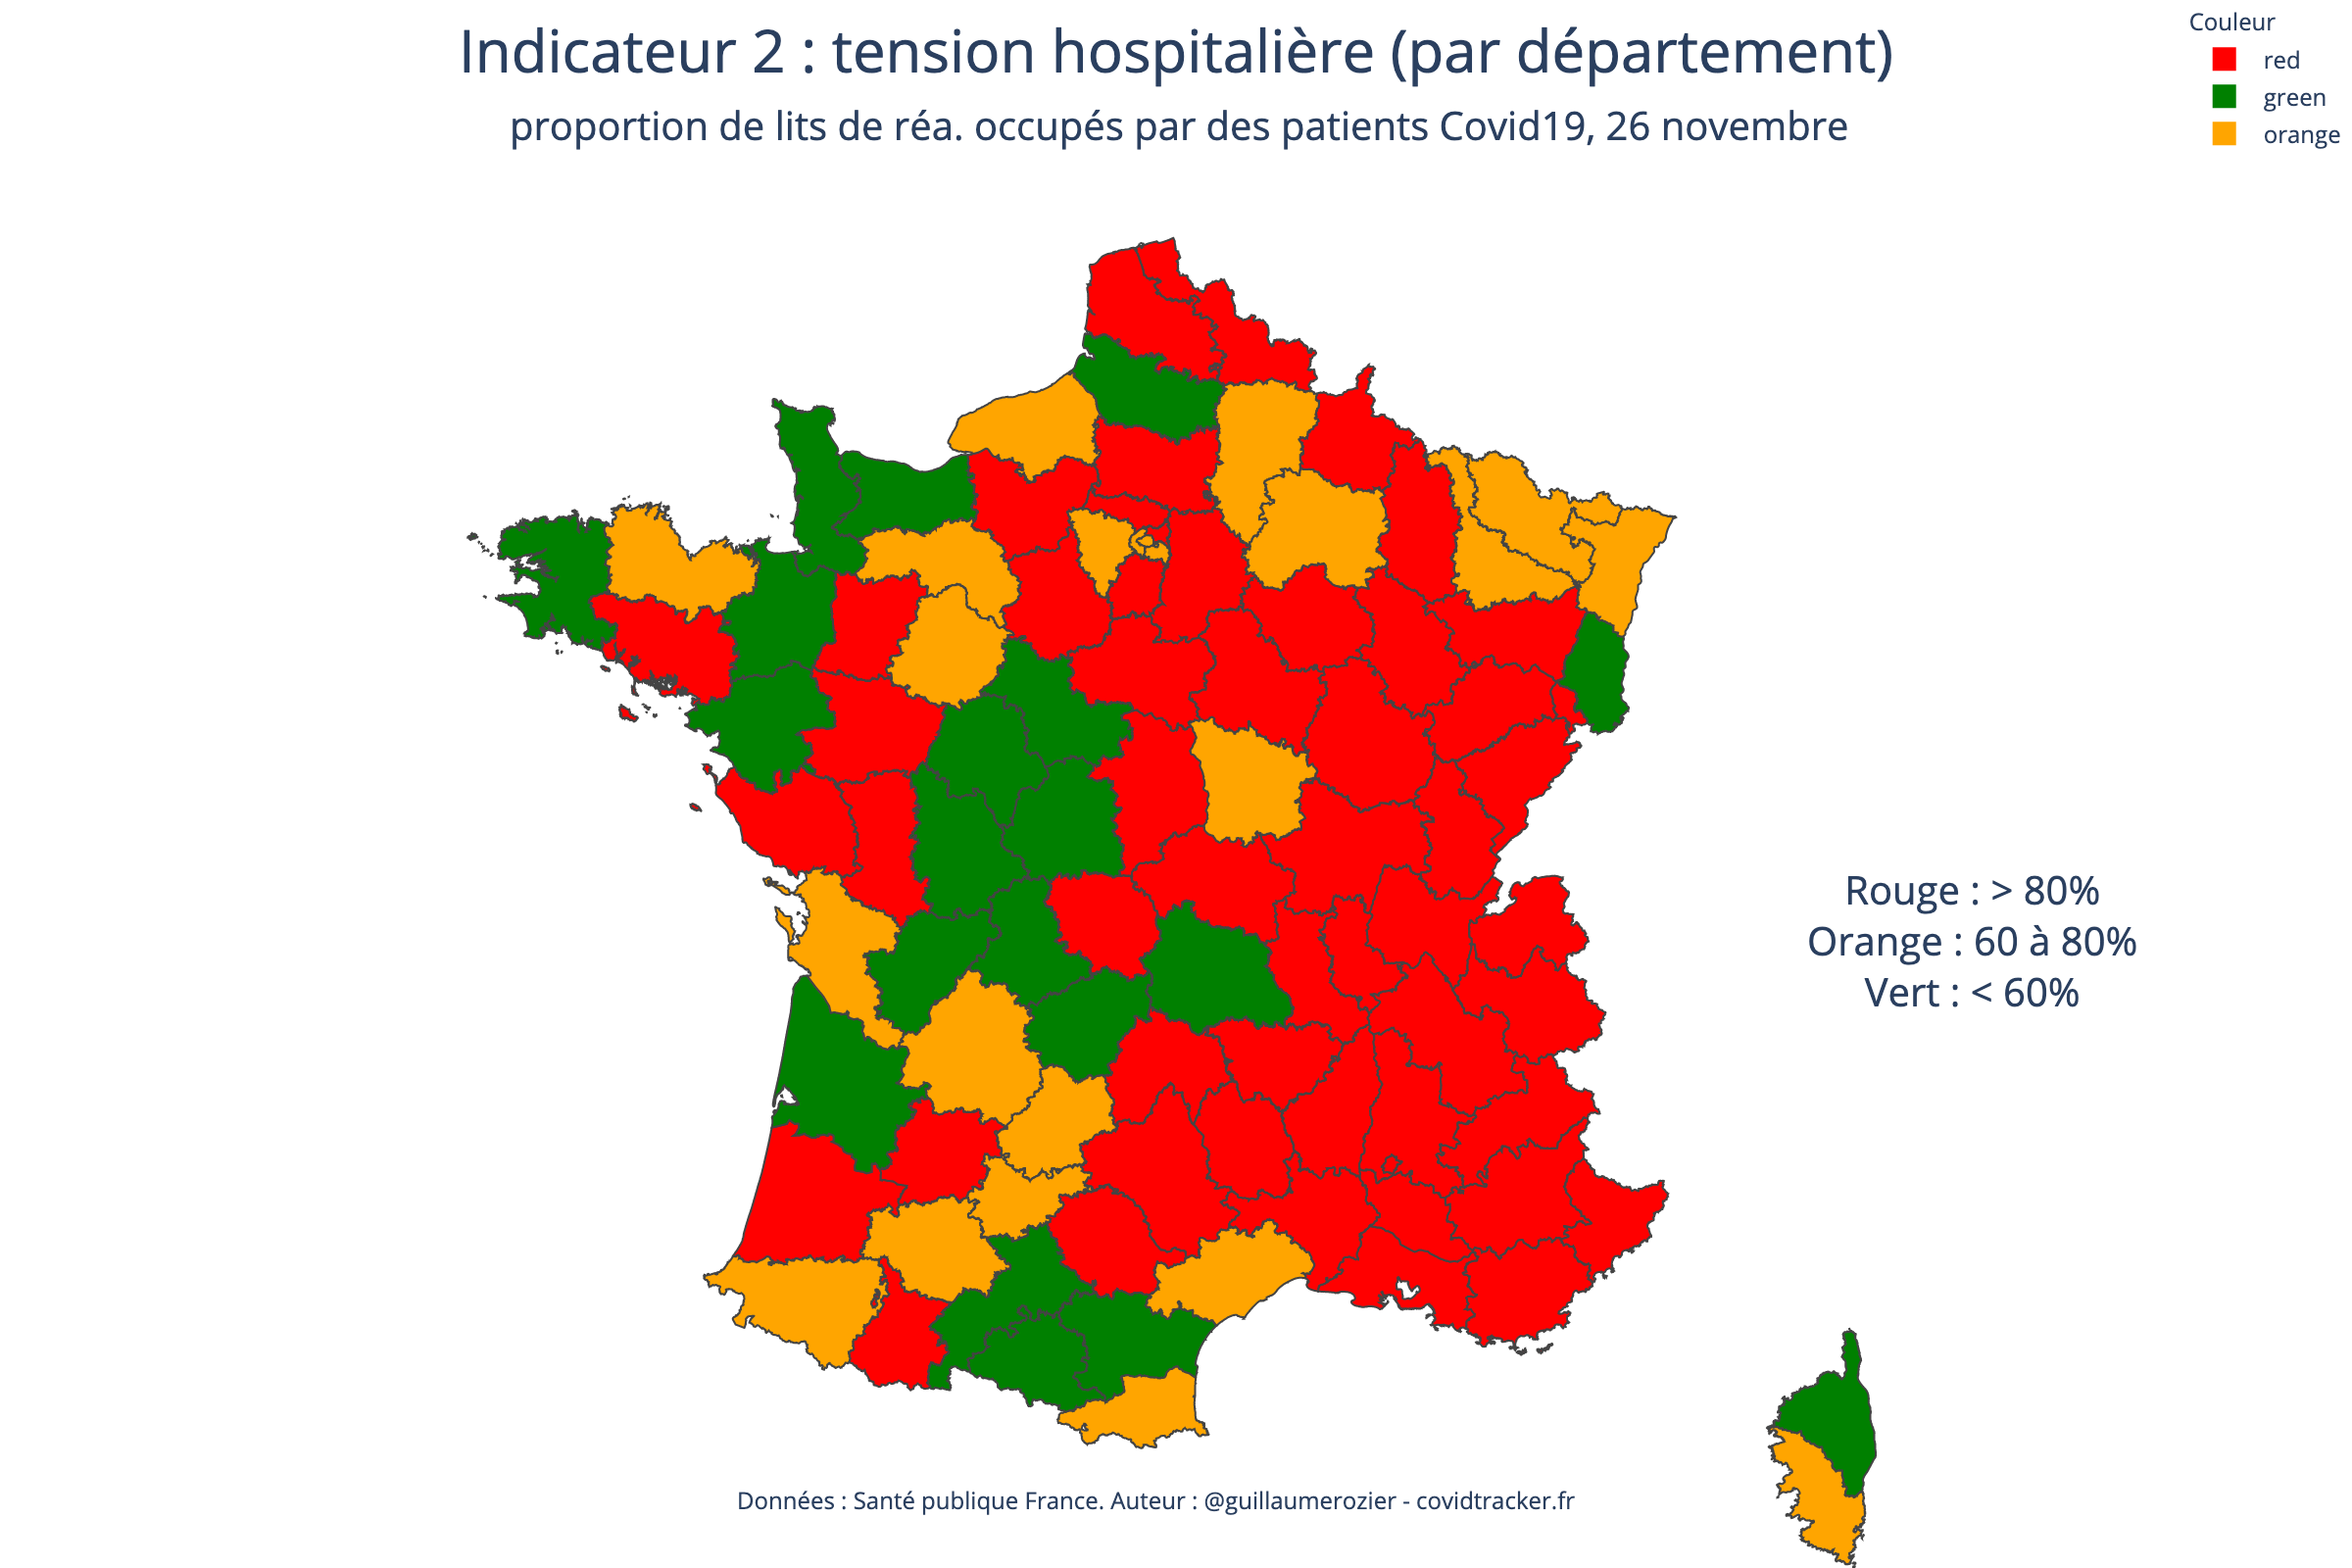 Indicateur 2 : tension hospitalière (par département)
proportion de lits de réa. occupés par des patients Covid19, 26 novembre
Couleur
red
green
orange
Rouge : > 80%
Orange : 60 à 80%
Vert : < 60%
Données : Santé publique France. Auteur : @guillaumerozier - covidtracker.fr